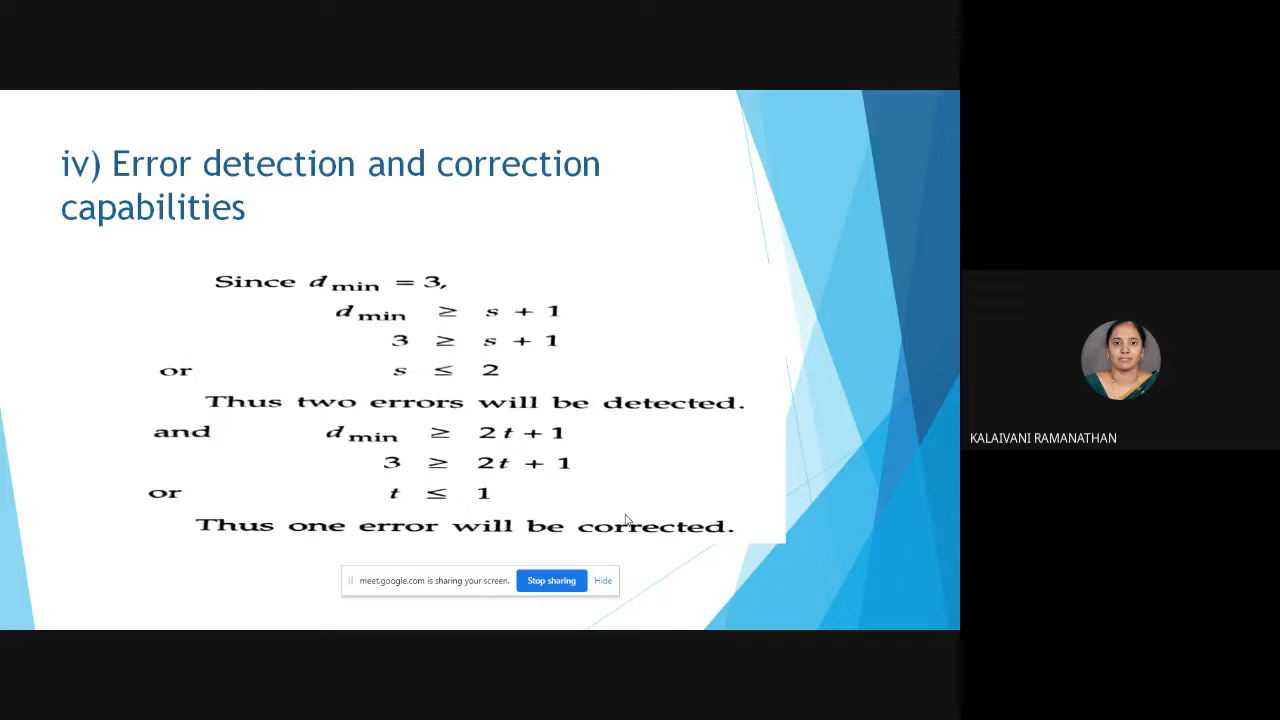 iv) Error detection and correction
capabilities
Since d min = 3,
d min ≥ s + 1
3 ≥ s + 1
or s ≤ 2
Thus two errors will be detected.
and d min ≥ 2t + 1
3 ≥ 2t + 1
or t ≤ 1
Thus one error will be corrected.
meet.google.com is sharing your screen. Stop sharing Hide
KALAIVANI RAMANATHAN